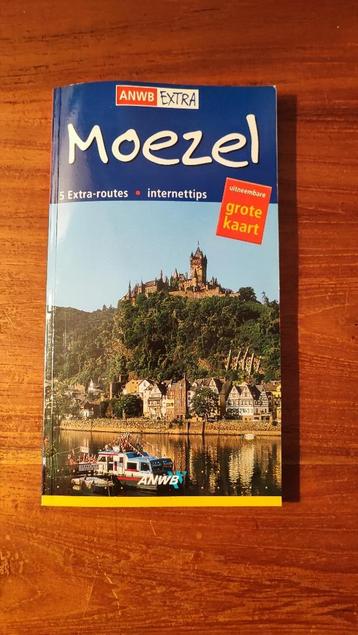 ANWB EXTRA
Moezel
5 Extra-routes • internettips
uitneembare
grote
kaart
ANWB